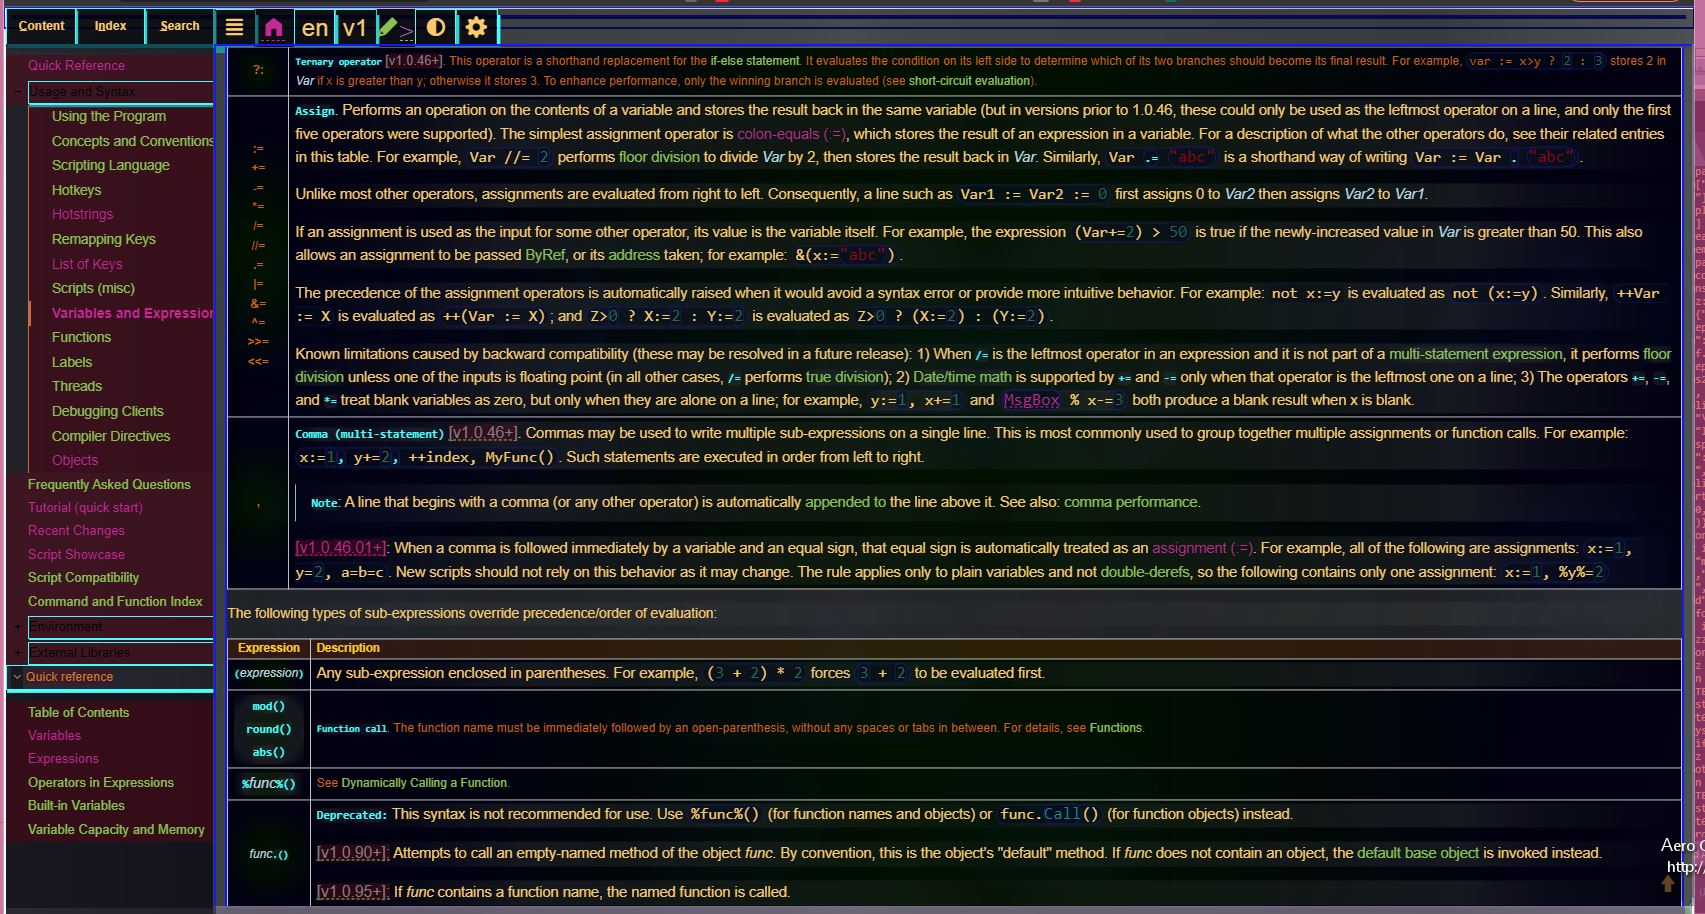 Content Index Search en v1
Quick Reference
Usage and Syntax
Using the Program
Concepts and Conventions
Scripting Language
Hotkeys
Hotstrings
Remapping Keys
List of Keys
Scripts (misc)
Variables and Expression
Functions
Labels
Threads
Debugging Clients
Compiler Directives
Objects
Frequently Asked Questions
Tutorial (quick start)
Recent Changes
Script Showcase
Script Compatibility
Command and Function Index
+ Environment
+ External Libraries
Quick reference
Table of Contents
Variables
Expressions
Operators in Expressions
Built-in Variables
Variable Capacity and Memory
?:
Ternary operator [v1.0.46+]. This operator is a shorthand replacement for the if-else statement. It evaluates the condition on its left side to determine which of its two branches should become its final result. For example, var := x>y ? 2 : 3 stores 2 in
Var if x is greater than y; otherwise it stores 3. To enhance performance, only the winning branch is evaluated (see short-circuit evaluation).
:=
+=
-=
*=
/=
//=
.=
|=
&=
^=
>>=
<<=
Assign. Performs an operation on the contents of a variable and stores the result back in the same variable (but in versions prior to 1.0.46, these could only be used as the leftmost operator on a line, and only the first
five operators were supported). The simplest assignment operator is colon-equals (:=), which stores the result of an expression in a variable. For a description of what the other operators do, see their related entries
in this table. For example, Var //= 2 performs floor division to divide Var by 2, then stores the result back in Var. Similarly, Var .= "abc" is a shorthand way of writing Var := Var . "abc".
Unlike most other operators, assignments are evaluated from right to left. Consequently, a line such as Var1 := Var2 := 0 first assigns 0 to Var2 then assigns Var2 to Var1.
If an assignment is used as the input for some other operator, its value is the variable itself. For example, the expression (Var+=2) > 50 is true if the newly-increased value in Var is greater than 50. This also
allows an assignment to be passed ByRef, or its address taken; for example: &(x:="abc").
The precedence of the assignment operators is automatically raised when it would avoid a syntax error or provide more intuitive behavior. For example: not x:=y is evaluated as not (x:=y). Similarly, ++Var
:= X is evaluated as ++(Var := X); and Z>0 ? X:=2 : Y:=2 is evaluated as Z>0 ? (X:=2) : (Y:=2).
Known limitations caused by backward compatibility (these may be resolved in a future release): 1) When /= is the leftmost operator in an expression and it is not part of a multi-statement expression, it performs floor
division unless one of the inputs is floating point (in all other cases, /= performs true division); 2) Date/time math is supported by += and -= only when that operator is the leftmost one on a line; 3) The operators +=, -=,
and *= treat blank variables as zero, but only when they are alone on a line; for example, y:=1, x+=1 and MsgBox % x-=3 both produce a blank result when x is blank.
,
Comma (multi-statement) [v1.0.46+]. Commas may be used to write multiple sub-expressions on a single line. This is most commonly used to group together multiple assignments or function calls. For example:
x:=1, y+=2, ++index, MyFunc(). Such statements are executed in order from left to right.
Note: A line that begins with a comma (or any other operator) is automatically appended to the line above it. See also: comma performance.
[v1.0.46.01+]: When a comma is followed immediately by a variable and an equal sign, that equal sign is automatically treated as an assignment (:=). For example, all of the following are assignments: x:=1,
y=2, a=b=c. New scripts should not rely on this behavior as it may change. The rule applies only to plain variables and not double-derefs, so the following contains only one assignment: x:=1, %y%=2
The following types of sub-expressions override precedence/order of evaluation:
Expression Description
(expression) Any sub-expression enclosed in parentheses. For example, (3 + 2) * 2 forces 3 + 2 to be evaluated first.
mod()
round()
abs()
Function call. The function name must be immediately followed by an open-parenthesis, without any spaces or tabs in between. For details, see Functions.
%func%() See Dynamically Calling a Function.
func.()
Deprecated: This syntax is not recommended for use. Use %func%() (for function names and objects) or func.Call() (for function objects) instead.
[v1.0.90+]: Attempts to call an empty-named method of the object func. By convention, this is the object's "default" method. If func does not contain an object, the default base object is invoked instead.
[v1.0.95+]: If func contains a function name, the named function is called.
Aero
http:/